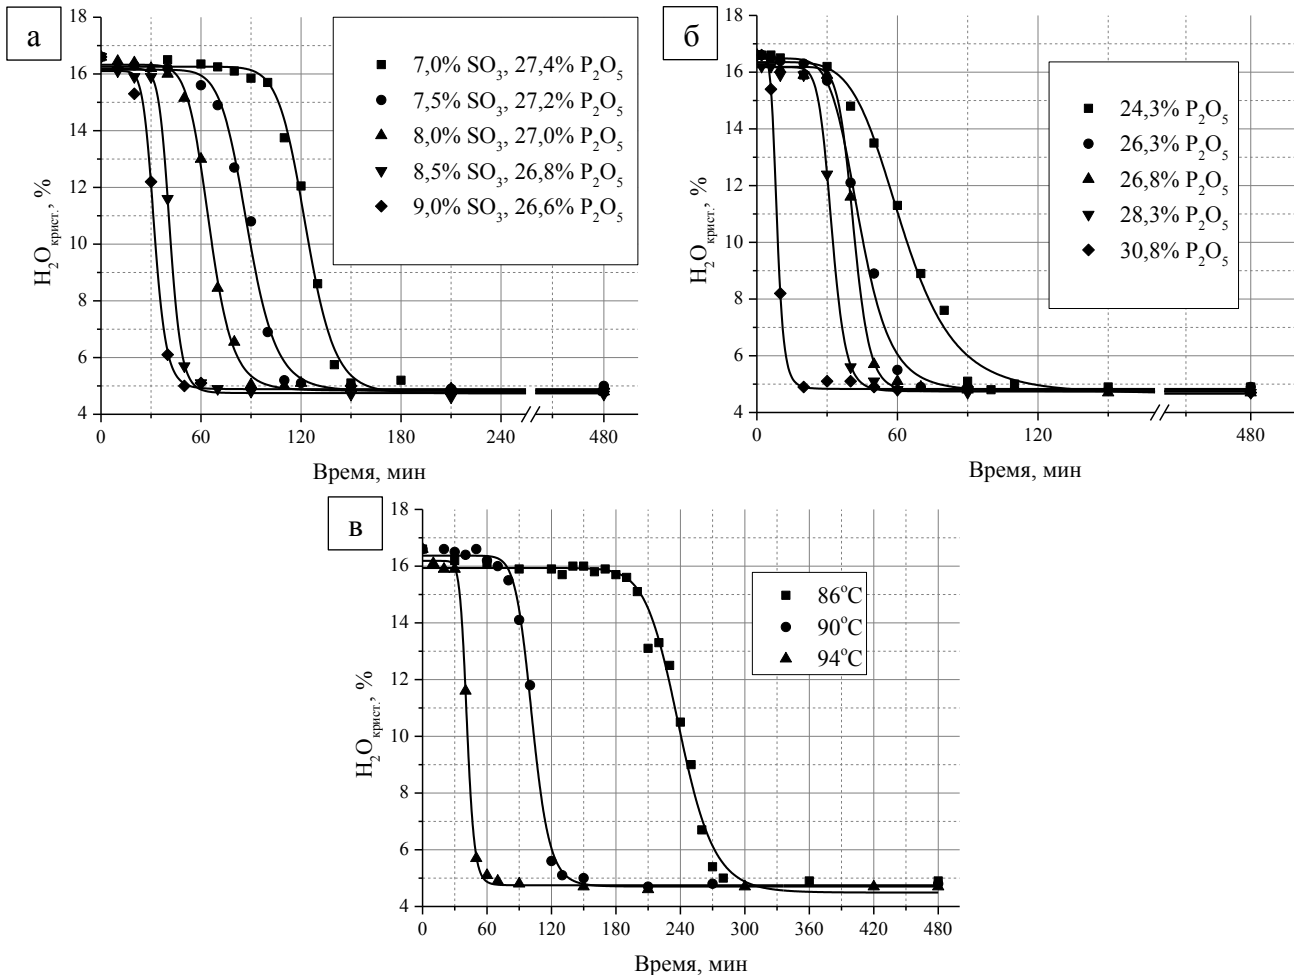 а
18
16
14
12
10
8
6
4
H₂Oкрист., %
7,0% SO₃, 27,4% P₂O₅
7,5% SO₃, 27,2% P₂O₅
8,0% SO₃, 27,0% P₂O₅
8,5% SO₃, 26,8% P₂O₅
9,0% SO₃, 26,6% P₂O₅
0 60 120 180 240 480
Время, мин
б
18
16
14
12
10
8
6
4
H₂Oкрист., %
24,3% P₂O₅
26,3% P₂O₅
26,8% P₂O₅
28,3% P₂O₅
30,8% P₂O₅
0 60 120 480
Время, мин
в
18
16
14
12
10
8
6
4
H₂Oкрист., %
86°C
90°C
94°C
0 60 120 180 240 300 360 420 480
Время, мин